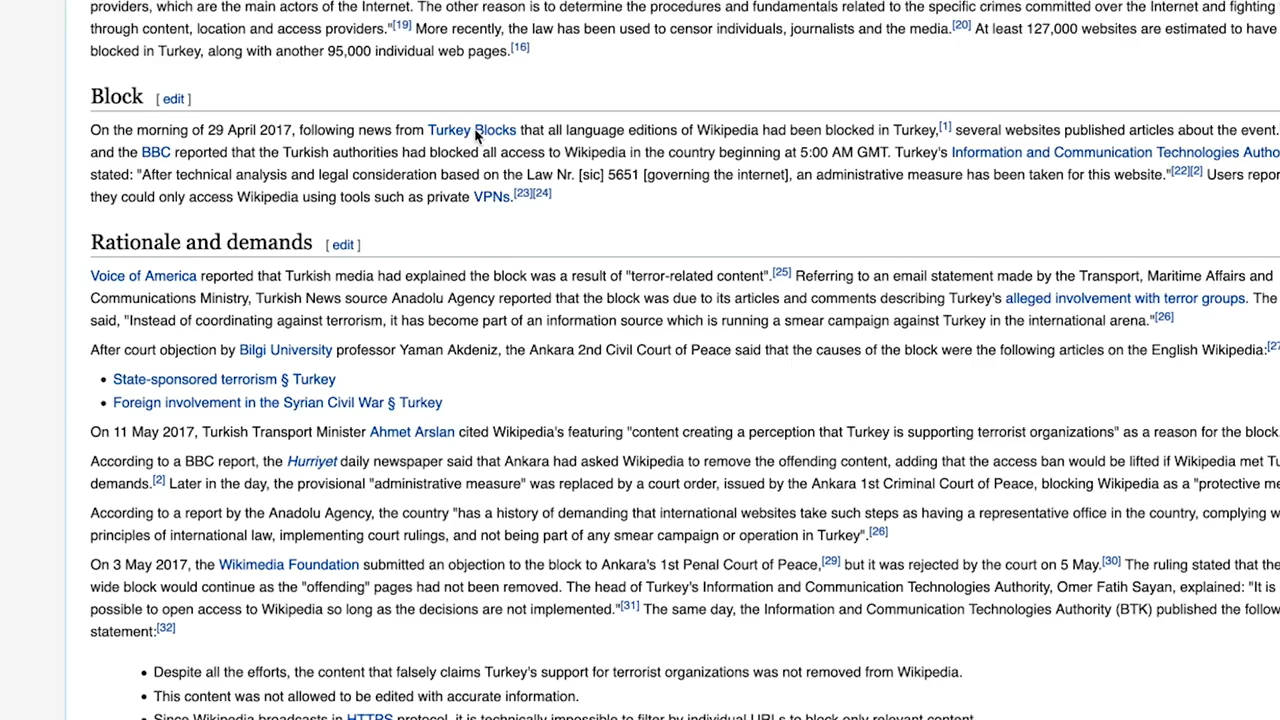 providers, which are the main actors of the Internet. The other reason is to determine the procedures and fundamentals related to the specific crimes committed over the Internet and fighting
through content, location and access providers."[19] More recently, the law has been used to censor individuals, journalists and the media.[20] At least 127,000 websites are estimated to have
blocked in Turkey, along with another 95,000 individual web pages.[16]
Block [ edit ]
On the morning of 29 April 2017, following news from Turkey Blocks that all language editions of Wikipedia had been blocked in Turkey,[1] several websites published articles about the event.
and the BBC reported that the Turkish authorities had blocked all access to Wikipedia in the country beginning at 5:00 AM GMT. Turkey's Information and Communication Technologies Autho
stated: "After technical analysis and legal consideration based on the Law Nr. [sic] 5651 [governing the internet], an administrative measure has been taken for this website."[22][2] Users repor
they could only access Wikipedia using tools such as private VPNs.[23][24]
Rationale and demands [ edit ]
Voice of America reported that Turkish media had explained the block was a result of "terror-related content".[25] Referring to an email statement made by the Transport, Maritime Affairs and
Communications Ministry, Turkish News source Anadolu Agency reported that the block was due to its articles and comments describing Turkey's alleged involvement with terror groups. The
said, "Instead of coordinating against terrorism, it has become part of an information source which is running a smear campaign against Turkey in the international arena."[26]
After court objection by Bilgi University professor Yaman Akdeniz, the Ankara 2nd Civil Court of Peace said that the causes of the block were the following articles on the English Wikipedia:[27
• State-sponsored terrorism § Turkey
• Foreign involvement in the Syrian Civil War § Turkey
On 11 May 2017, Turkish Transport Minister Ahmet Arslan cited Wikipedia's featuring "content creating a perception that Turkey is supporting terrorist organizations" as a reason for the block.
According to a BBC report, the Hurriyet daily newspaper said that Ankara had asked Wikipedia to remove the offending content, adding that the access ban would be lifted if Wikipedia met Tu
demands.[2] Later in the day, the provisional "administrative measure" was replaced by a court order, issued by the Ankara 1st Criminal Court of Peace, blocking Wikipedia as a "protective me
According to a report by the Anadolu Agency, the country "has a history of demanding that international websites take such steps as having a representative office in the country, complying w
principles of international law, implementing court rulings, and not being part of any smear campaign or operation in Turkey".[26]
On 3 May 2017, the Wikimedia Foundation submitted an objection to the block to Ankara's 1st Penal Court of Peace,[29] but it was rejected by the court on 5 May.[30] The ruling stated that the
wide block would continue as the "offending" pages had not been removed. The head of Turkey's Information and Communication Technologies Authority, Omer Fatih Sayan, explained: "It is
possible to open access to Wikipedia so long as the decisions are not implemented."[31] The same day, the Information and Communication Technologies Authority (BTK) published the follow
statement:[32]
• Despite all the efforts, the content that falsely claims Turkey's support for terrorist organizations was not removed from Wikipedia.
• This content was not allowed to be edited with accurate information.
• Since Wikipedia broadcasts in HTTPS protocol, it is technically impossible to filter by individual URLs to block only relevant content.